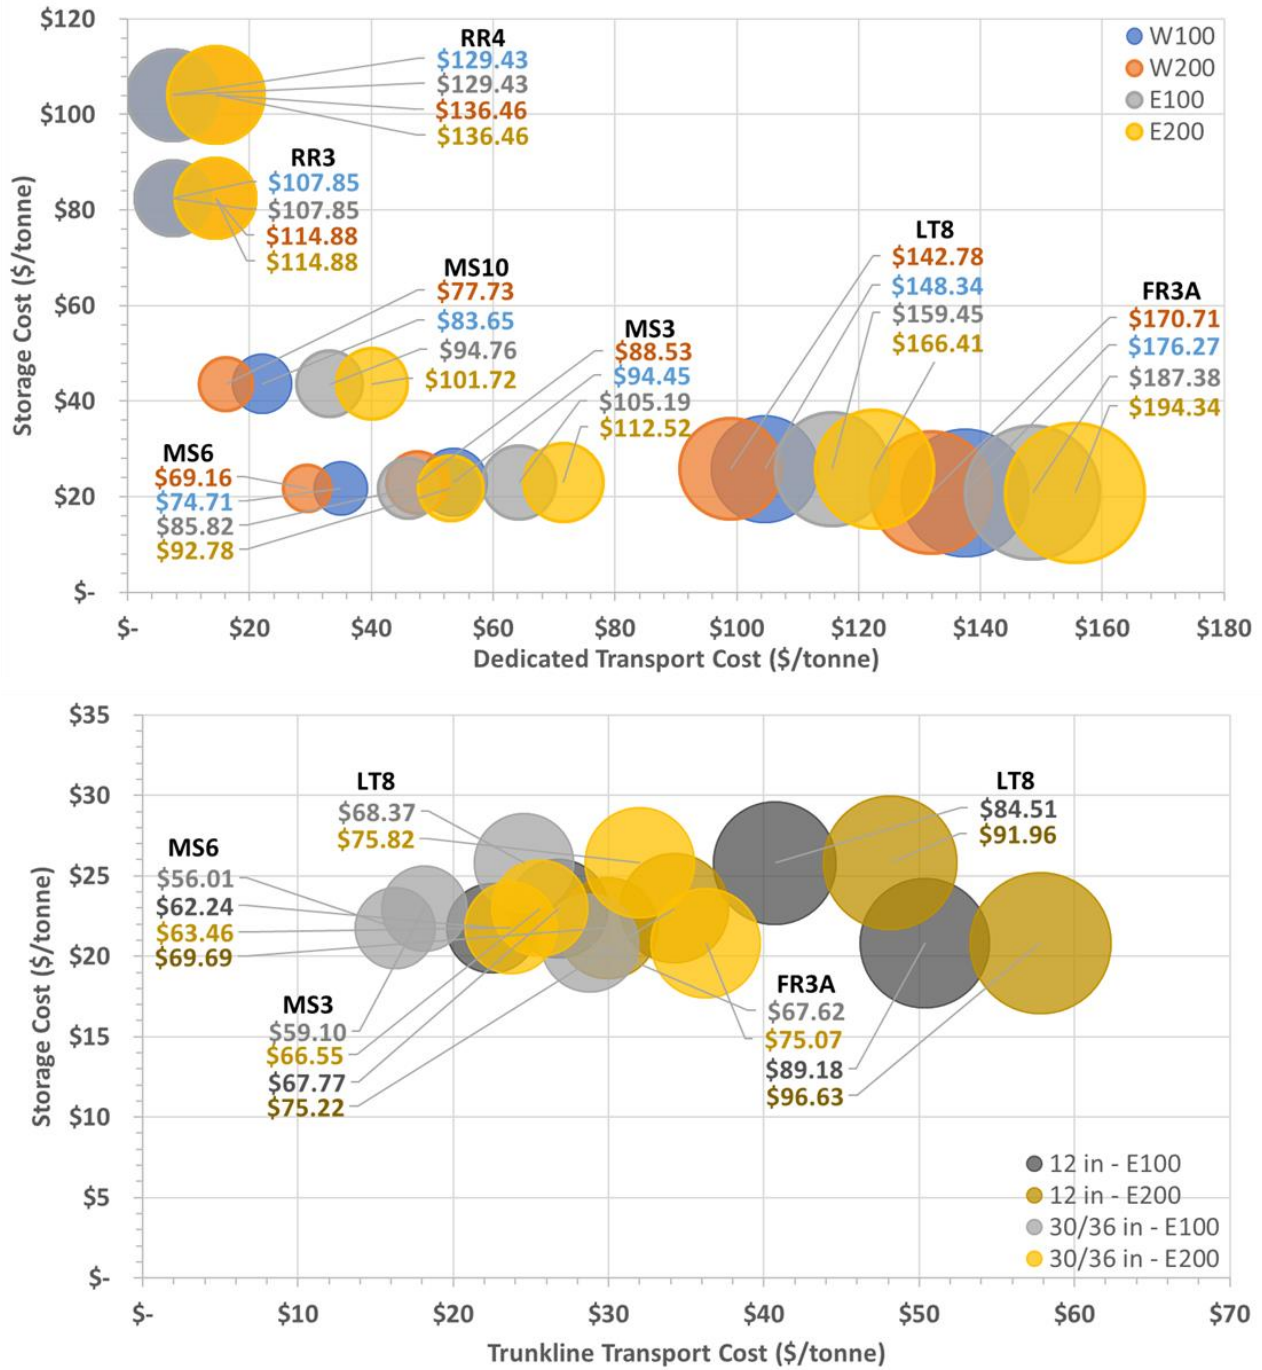 $120
$100
$80
$60
$40
$20
$-
Storage Cost ($/tonne)
RR4
$129.43
$129.43
$136.46
$136.46
W100
W200
E100
E200
RR3
$107.85
$107.85
$114.88
$114.88
MS10
$77.73
$83.65
$94.76
$101.72
MS3
$88.53
$94.45
$105.19
$112.52
LT8
$142.78
$148.34
$159.45
$166.41
FR3A
$170.71
$176.27
$187.38
$194.34
MS6
$69.16
$74.71
$85.82
$92.78
$- $20 $40 $60 $80 $100 $120 $140 $160 $180
Dedicated Transport Cost ($/tonne)
$35
$30
$25
$20
$15
$10
$5
$-
Storage Cost ($/tonne)
LT8
$68.37
$75.82
LT8
$84.51
$91.96
MS6
$56.01
$62.24
$63.46
$69.69
MS3
$59.10
$66.55
$67.77
$75.22
FR3A
$67.62
$75.07
$89.18
$96.63
12 in - E100
12 in - E200
30/36 in - E100
30/36 in - E200
$- $10 $20 $30 $40 $50 $60 $70
Trunkline Transport Cost ($/tonne)